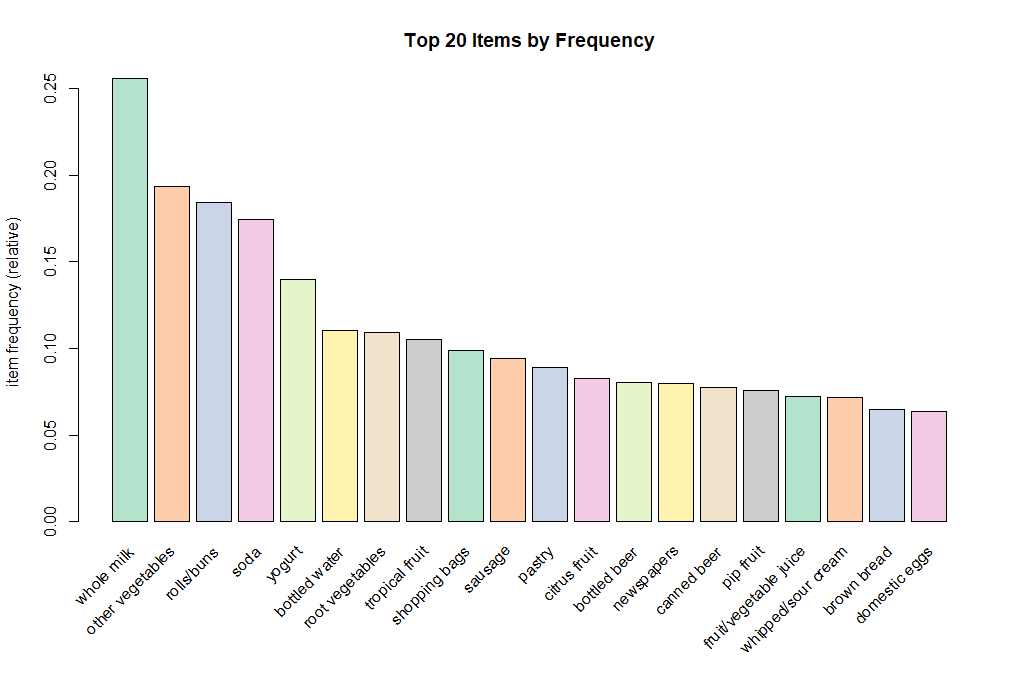 Top 20 Items by Frequency
item frequency (relative)
0.25
0.20
0.15
0.10
0.05
0.00
whole milk
other vegetables
rolls/buns
soda
yogurt
bottled water
root vegetables
tropical fruit
shopping bags
sausage
pastry
citrus fruit
bottled beer
newspapers
canned beer
pip fruit
fruit/vegetable juice
whipped/sour cream
brown bread
domestic eggs